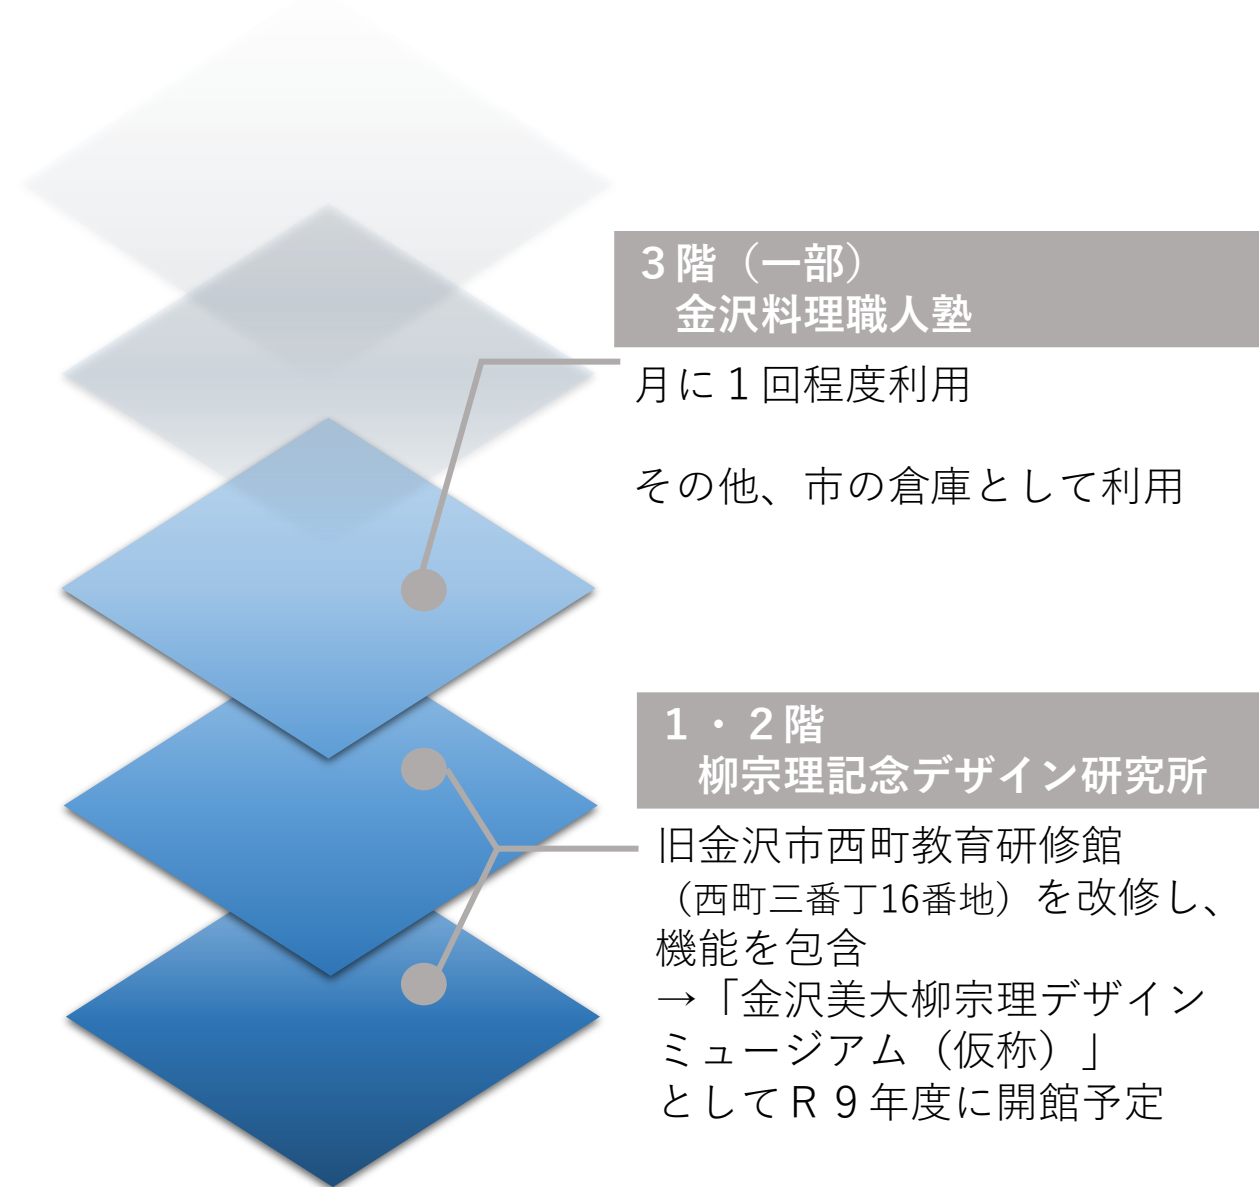 ３階（一部）
金沢料理職人塾
月に１回程度利用
その他、市の倉庫として利用
１・２階
柳宗理記念デザイン研究所
旧金沢市西町教育研修館
（西町三番丁16番地）を改修し、
機能を包含
→「金沢美大柳宗理デザイン
ミュージアム（仮称）」
としてＲ９年度に開館予定